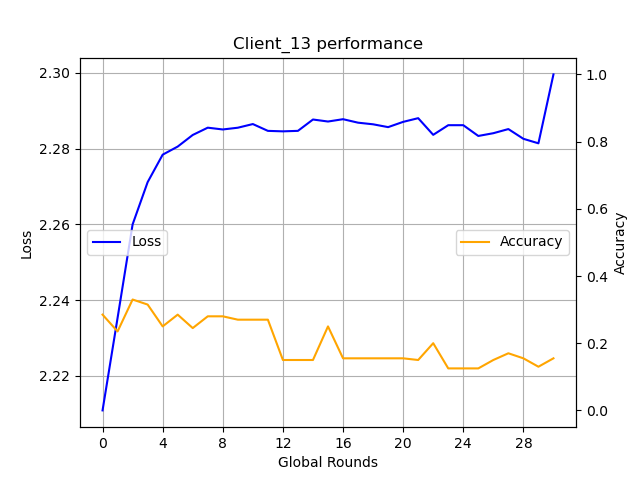 Client_13 performance
2.30
2.28
2.26
2.24
2.22
Loss
Loss
Accuracy
1.0
0.8
0.6
0.4
0.2
0.0
Accuracy
0 4 8 12 16 20 24 28
Global Rounds